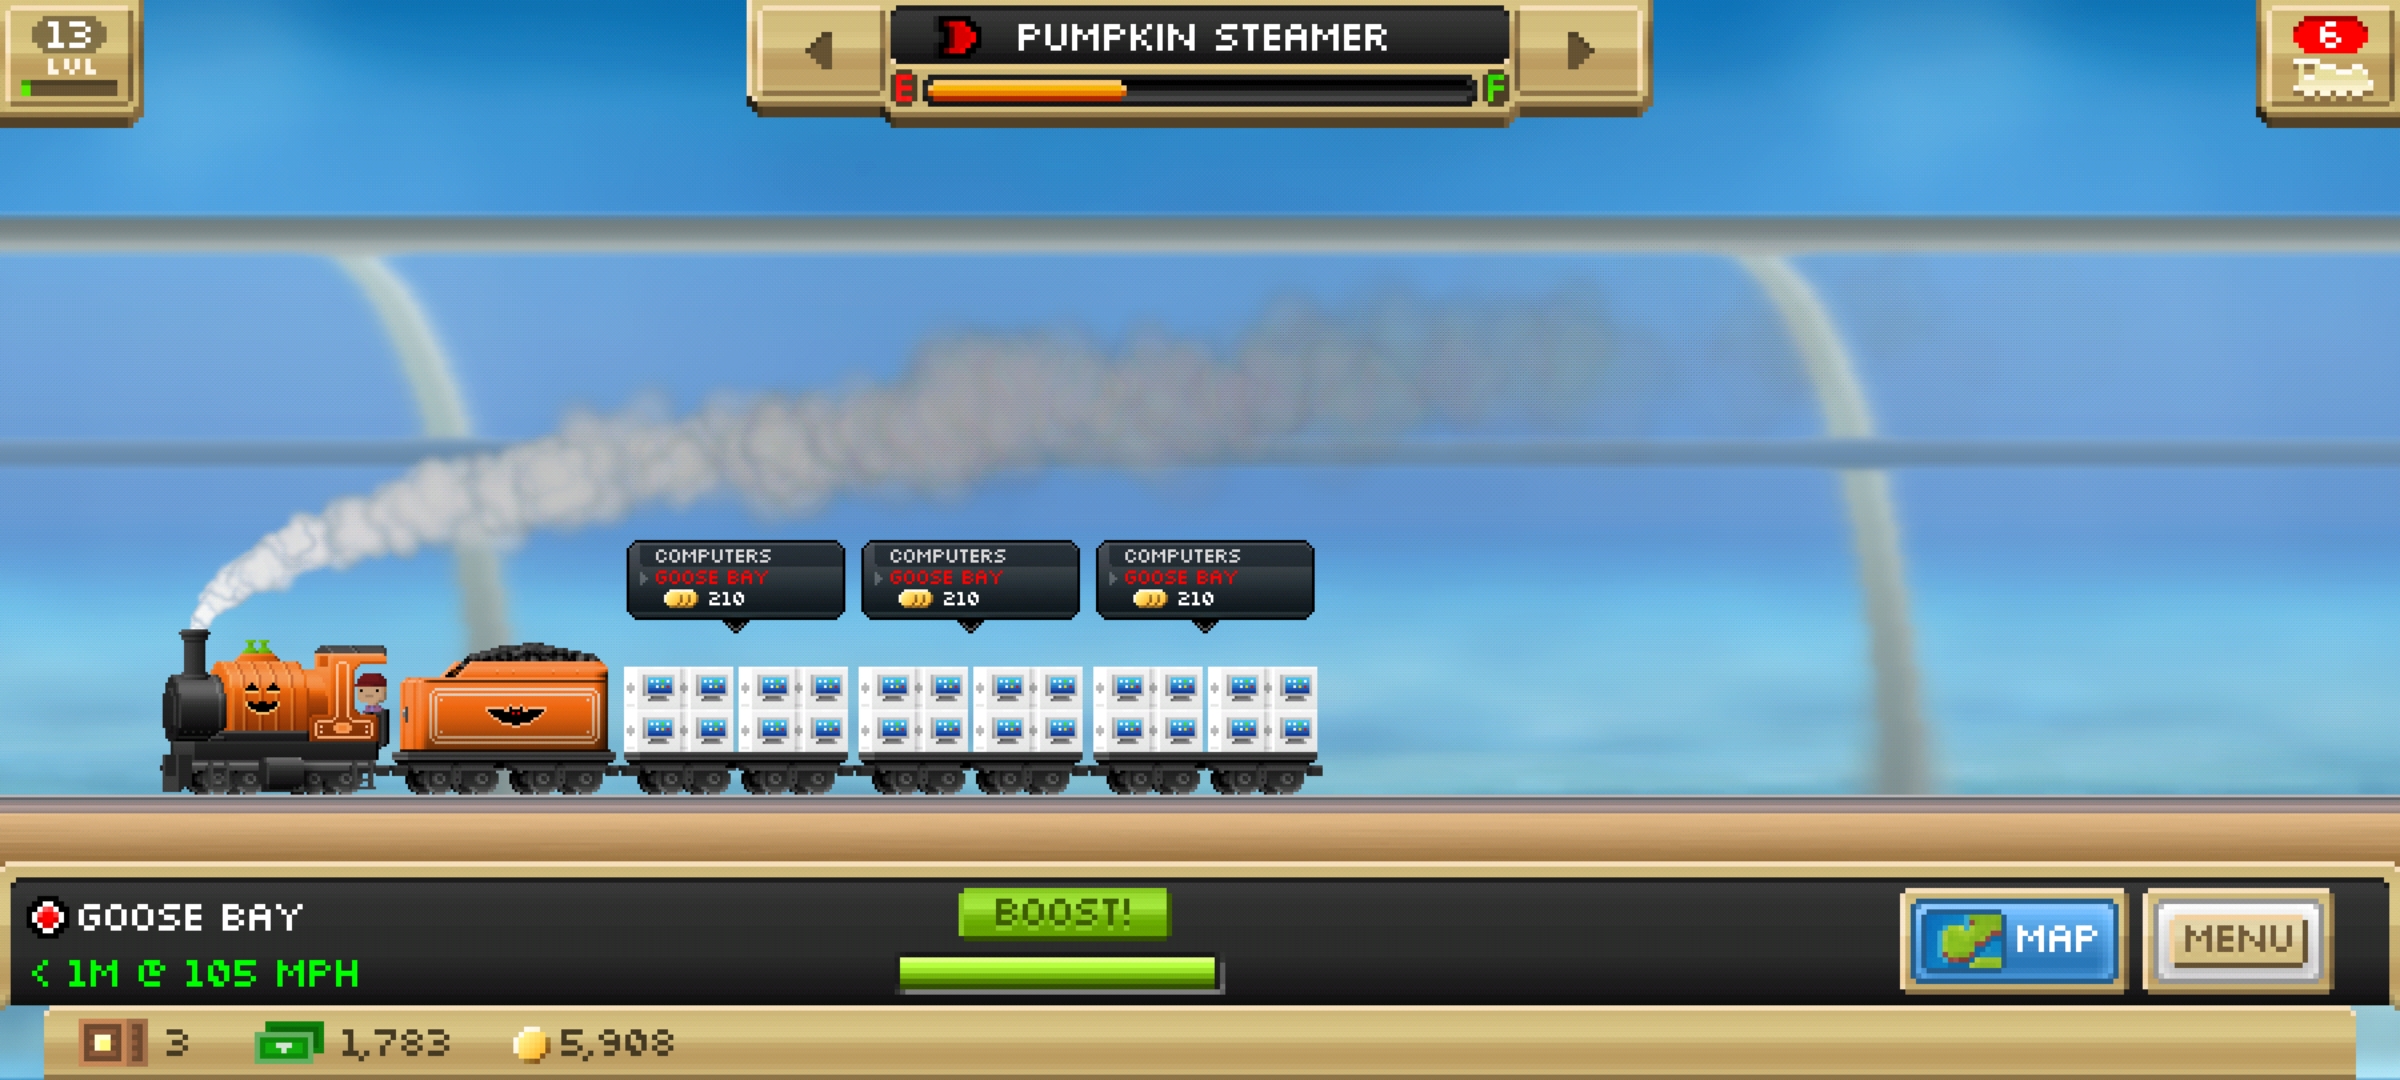 13
LVL
PUMPKIN STEAMER
E F
6
COMPUTERS
GOOSE BAY
210
COMPUTERS
GOOSE BAY
210
COMPUTERS
GOOSE BAY
210
GOOSE BAY
< 1M @ 105 MPH
BOOST!
MAP
MENU
3
1,783
5,908